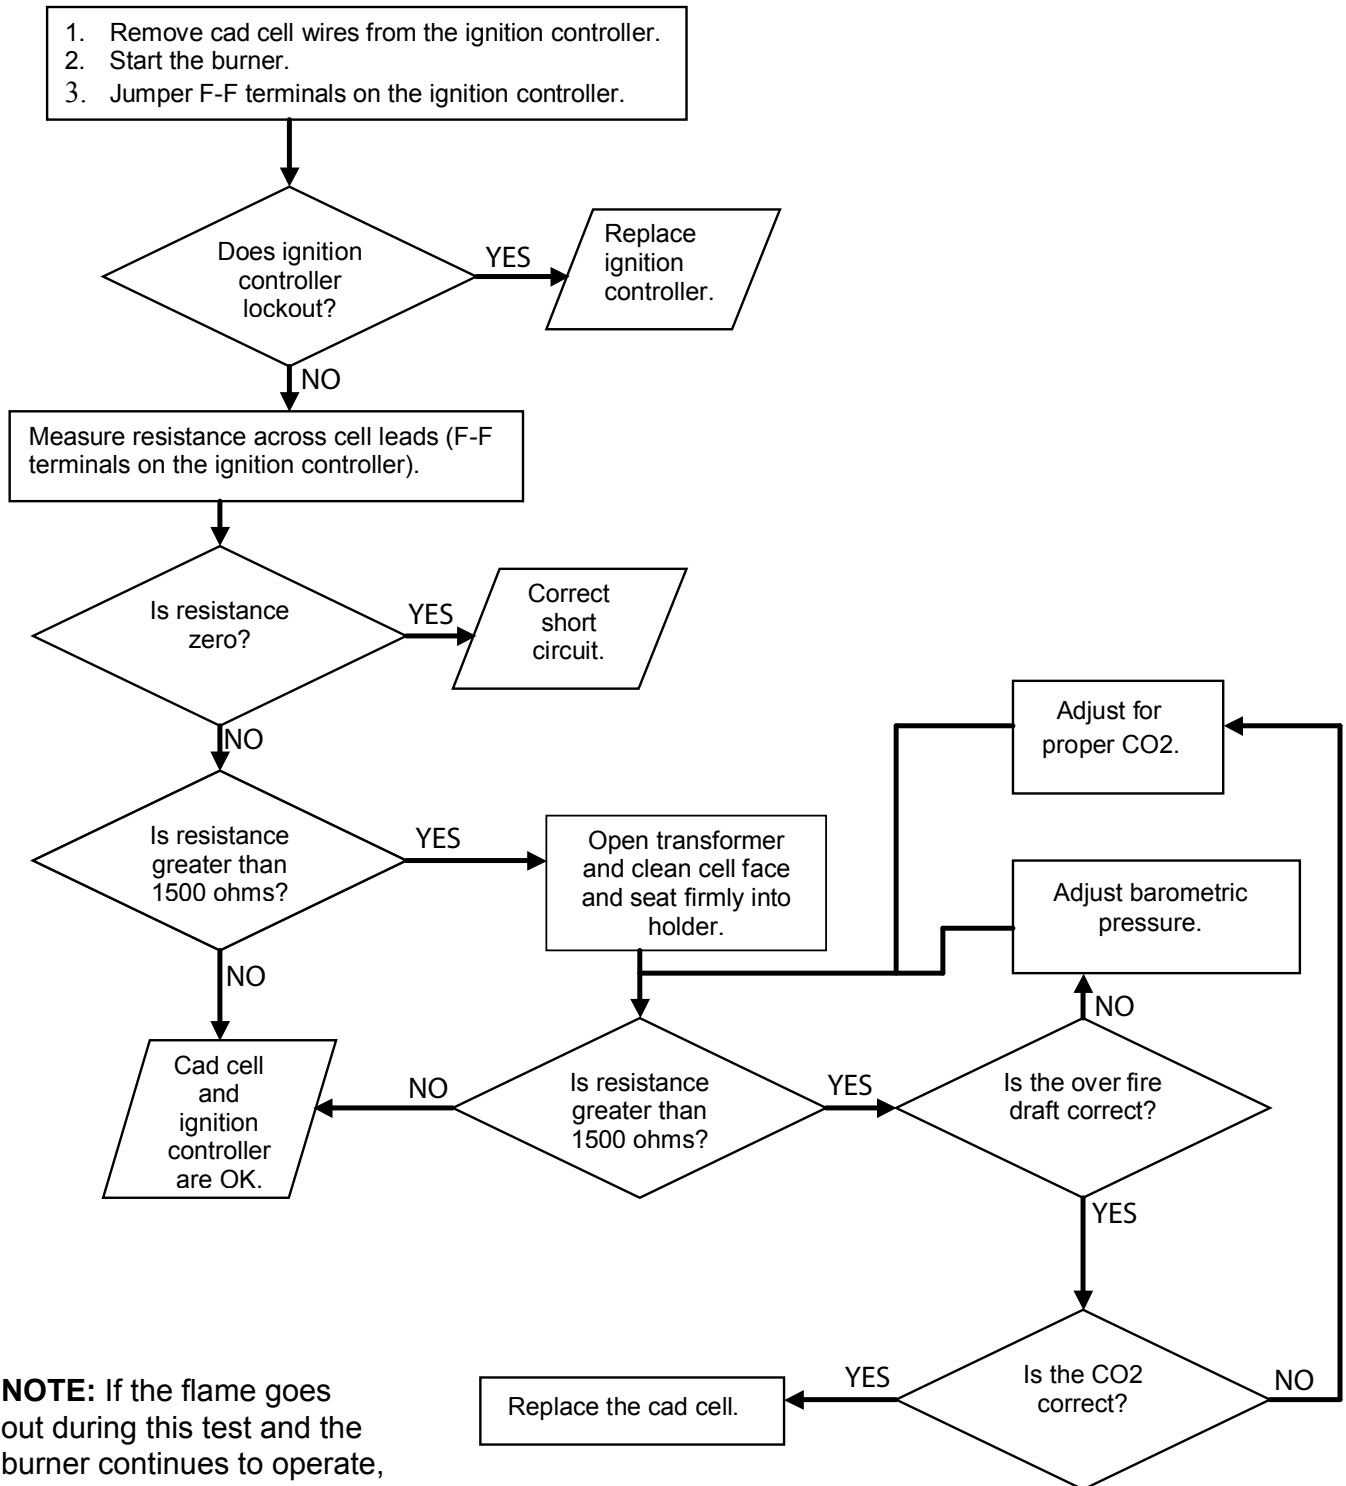 1. Remove cad cell wires from the ignition controller.
2. Start the burner.
3. Jumper F-F terminals on the ignition controller.
Does ignition
controller
lockout?
YES
Replace
ignition
controller.
NO
Measure resistance across cell leads (F-F
terminals on the ignition controller).
Is resistance
zero?
YES
Correct
short
circuit.
NO
Is resistance
greater than
1500 ohms?
YES
Open transformer
and clean cell face
and seat firmly into
holder.
Adjust for
proper CO2.
Adjust barometric
pressure.
NO
NO
Cad cell
and
ignition
controller
are OK.
NO
Is resistance
greater than
1500 ohms?
YES
Is the over fire
draft correct?
YES
Is the CO2
correct?
NO
YES
Replace the cad cell.
NOTE: If the flame goes
out during this test and the
burner continues to operate,